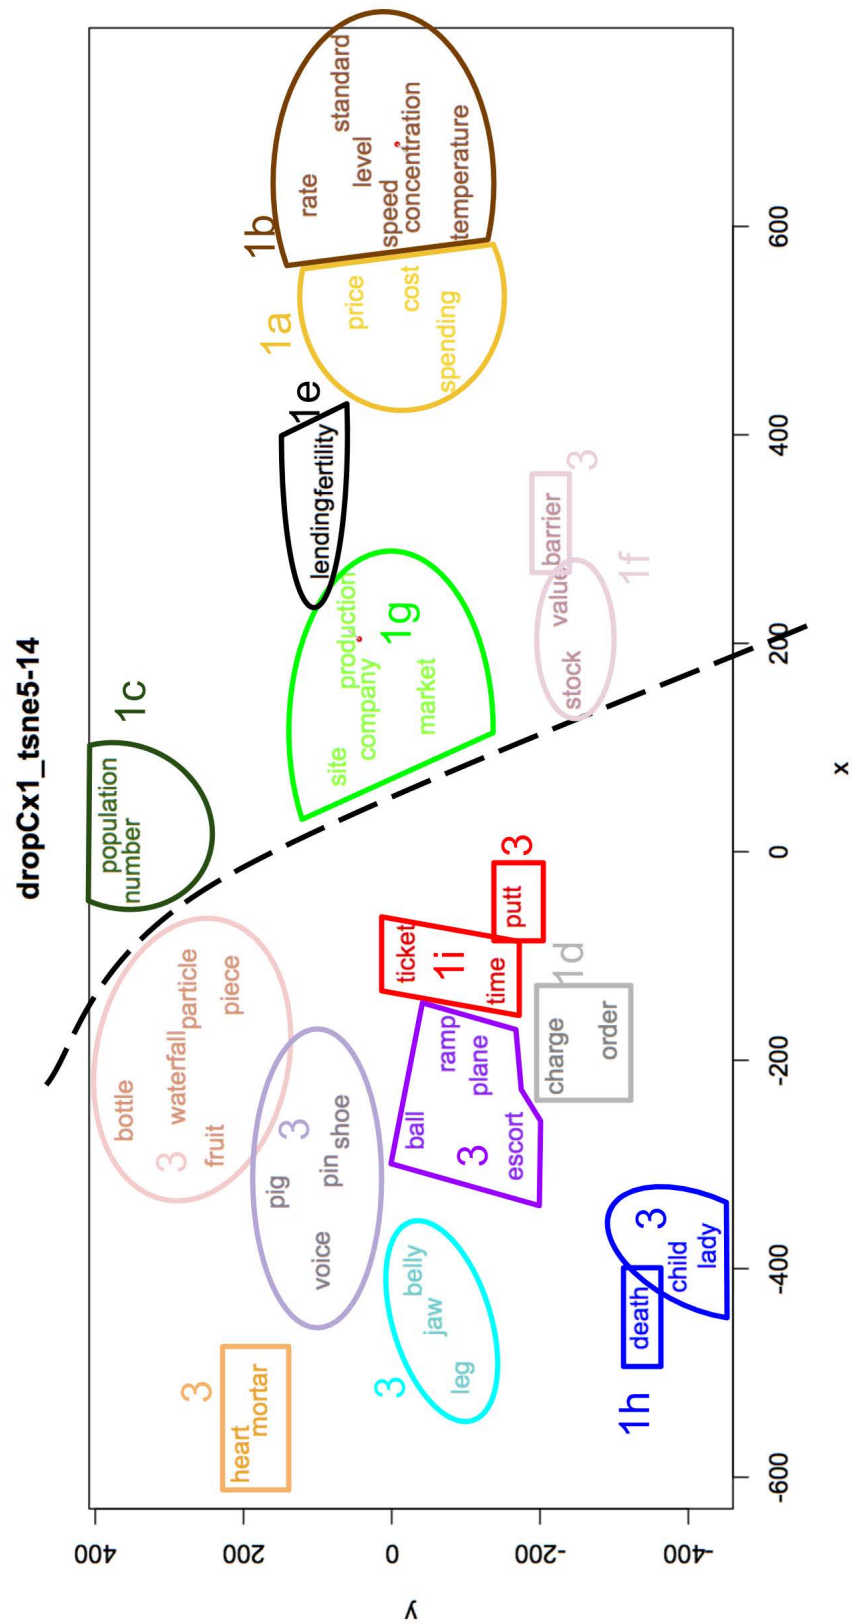 dropCx1_tsne5-14
1c
population
number
1b
rate
standard
level
speed
concentration
temperature
1a
price
cost
spending
1e
lendingfertility
production
1g
company
site
market
3
barrier
value
1f
stock
bottle
waterfall
particle
piece
3
fruit
pig
3
pin
shoe
voice
ticket
1i
time
putt
3
ramp
plane
ball
3
escort
1d
charge
order
belly
jaw
leg
3
3
heart
mortar
3
child
lady
death
1h
y
400
200
0
-200
-400
x
-600
-400
-200
0
200
400
600